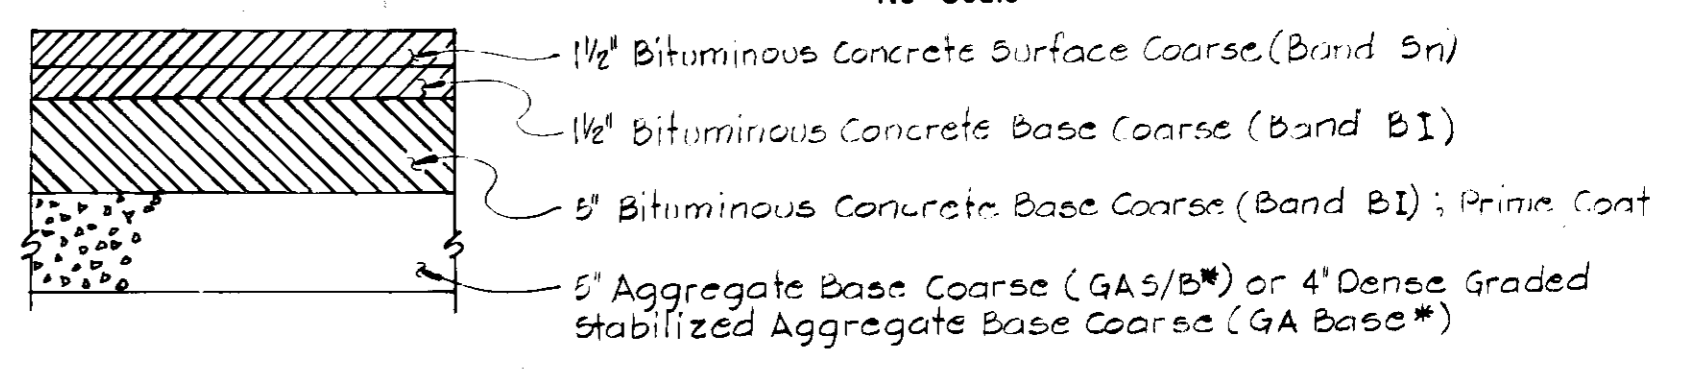 No Scale
1½" Bituminous Concrete Surface Coarse (Band Sn)
1½" Bituminous Concrete Base Coarse (Band BI)
5" Bituminous Concrete Base Coarse (Band BI) ; Prime Coat
5" Aggregate Base Coarse (GAS/B*) or 4" Dense Graded
Stabilized Aggregate Base Coarse (GA Base*)